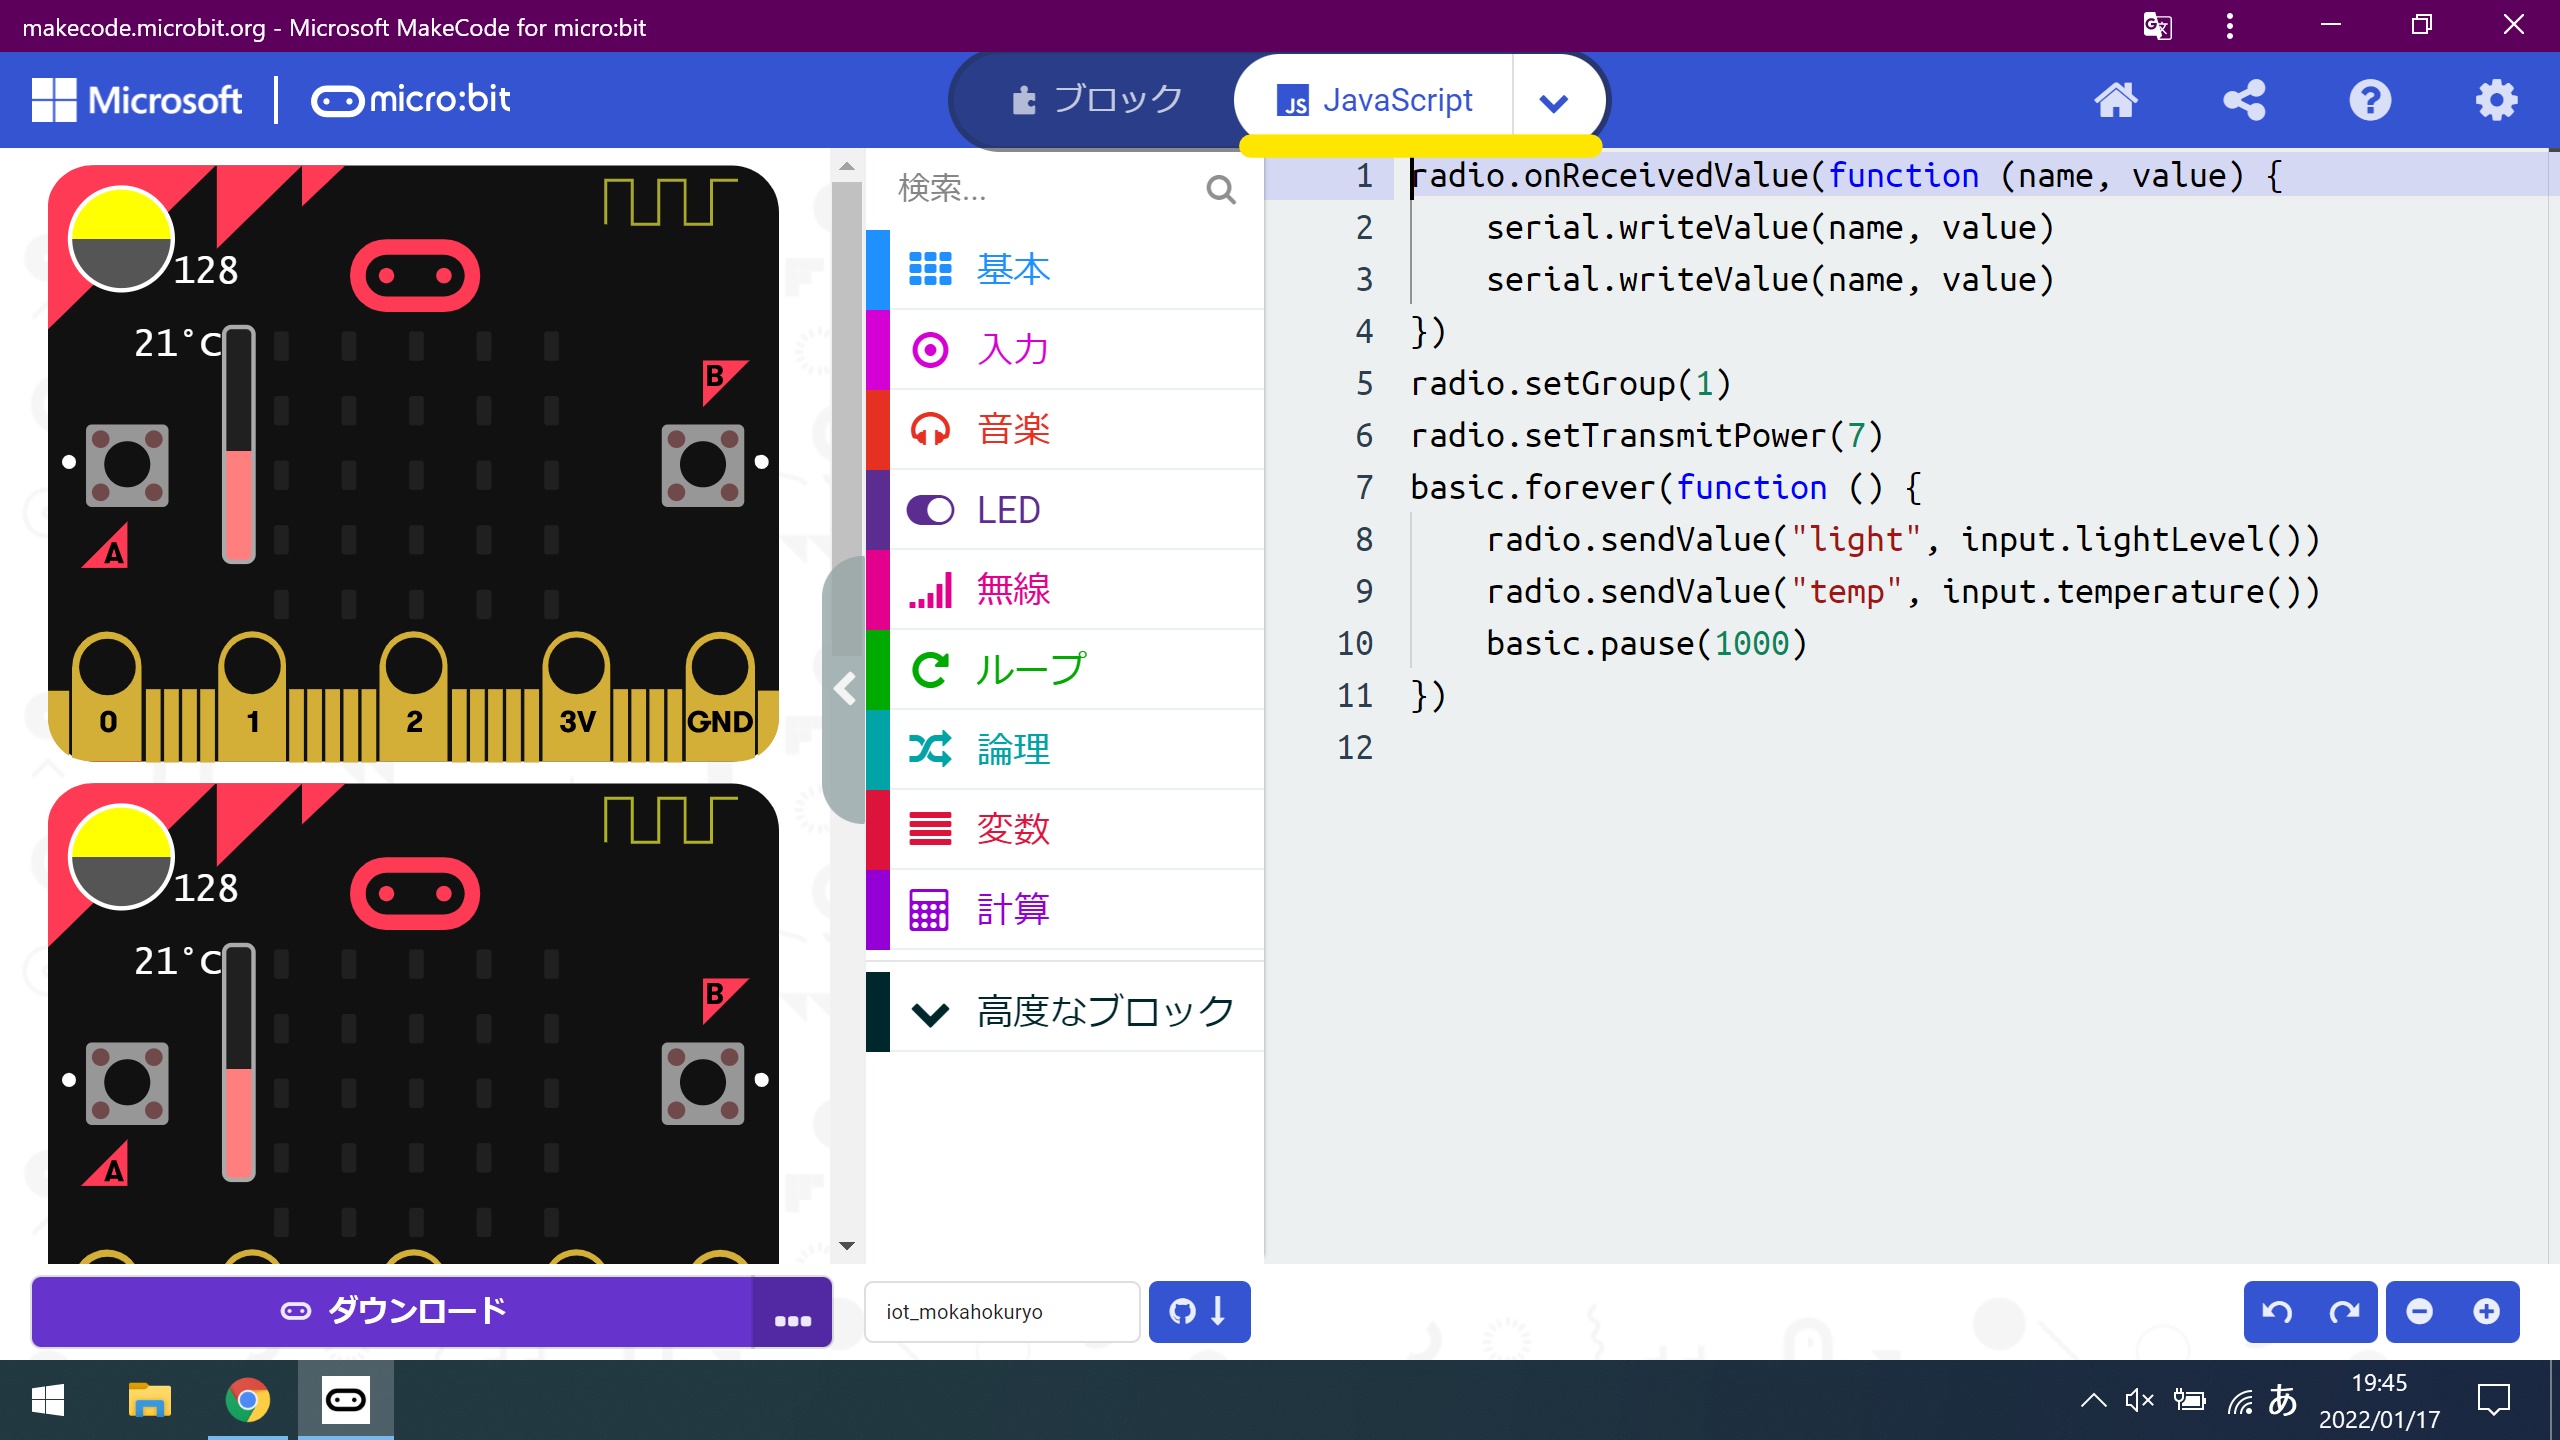 makecode.microbit.org - Microsoft MakeCode for micro:bit
Microsoft micro:bit
ブロック
JS JavaScript
128
21°C
B
A
0 1 2 3V GND
128
21°C
B
A
検索...
基本
入力
音楽
LED
無線
ループ
論理
変数
計算
高度なブロック
1 radio.onReceivedValue(function (name, value) {
2 serial.writeValue(name, value)
3 serial.writeValue(name, value)
4 })
5 radio.setGroup(1)
6 radio.setTransmitPower(7)
7 basic.forever(function () {
8 radio.sendValue("light", input.lightLevel())
9 radio.sendValue("temp", input.temperature())
10 basic.pause(1000)
11 })
12
ダウンロード
...
iot_mokahokuryo
あ
19:45
2022/01/17